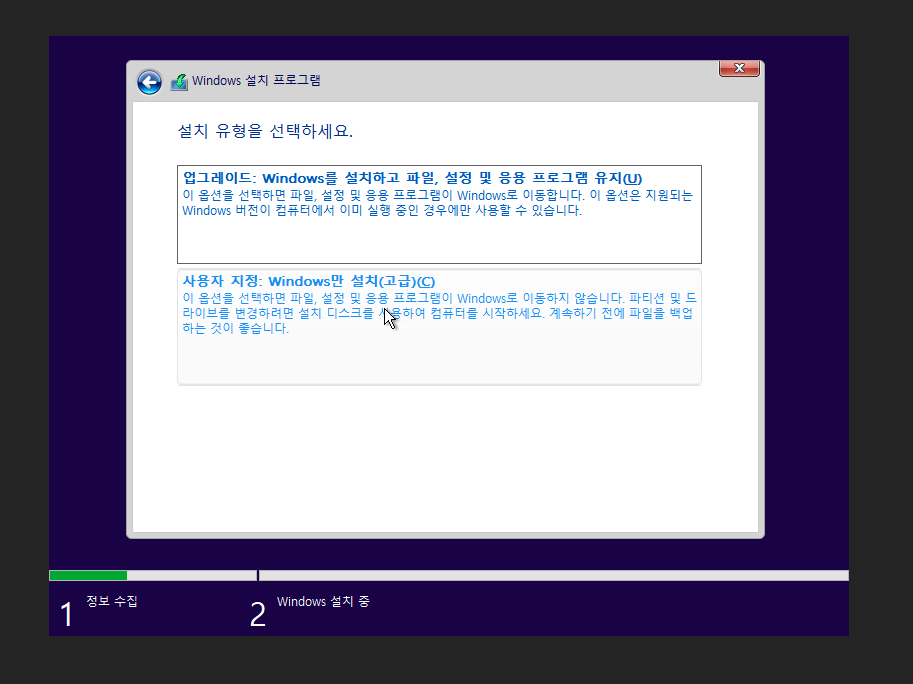 Windows 설치 프로그램
설치 유형을 선택하세요.
업그레이드: Windows를 설치하고 파일, 설정 및 응용 프로그램 유지(U)
이 옵션을 선택하면 파일, 설정 및 응용 프로그램이 Windows로 이동합니다. 이 옵션은 지원되는
Windows 버전이 컴퓨터에서 이미 실행 중인 경우에만 사용할 수 있습니다.
사용자 지정: Windows만 설치(고급)(C)
이 옵션을 선택하면 파일, 설정 및 응용 프로그램이 Windows로 이동하지 않습니다. 파티션 및 드
라이브를 변경하려면 설치 디스크를 사용하여 컴퓨터를 시작하세요. 계속하기 전에 파일을 백업
하는 것이 좋습니다.
1 정보 수집
2 Windows 설치 중